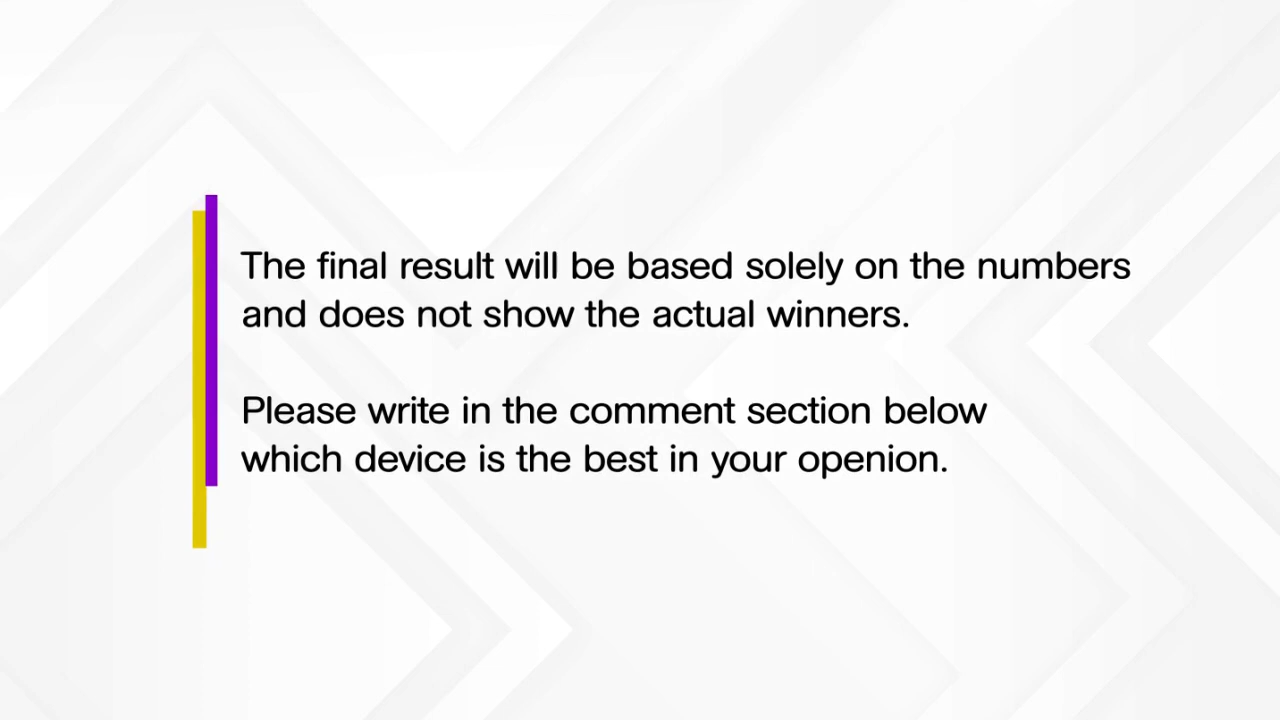 The final result will be based solely on the numbers
and does not show the actual winners.
Please write in the comment section below
which device is the best in your openion.